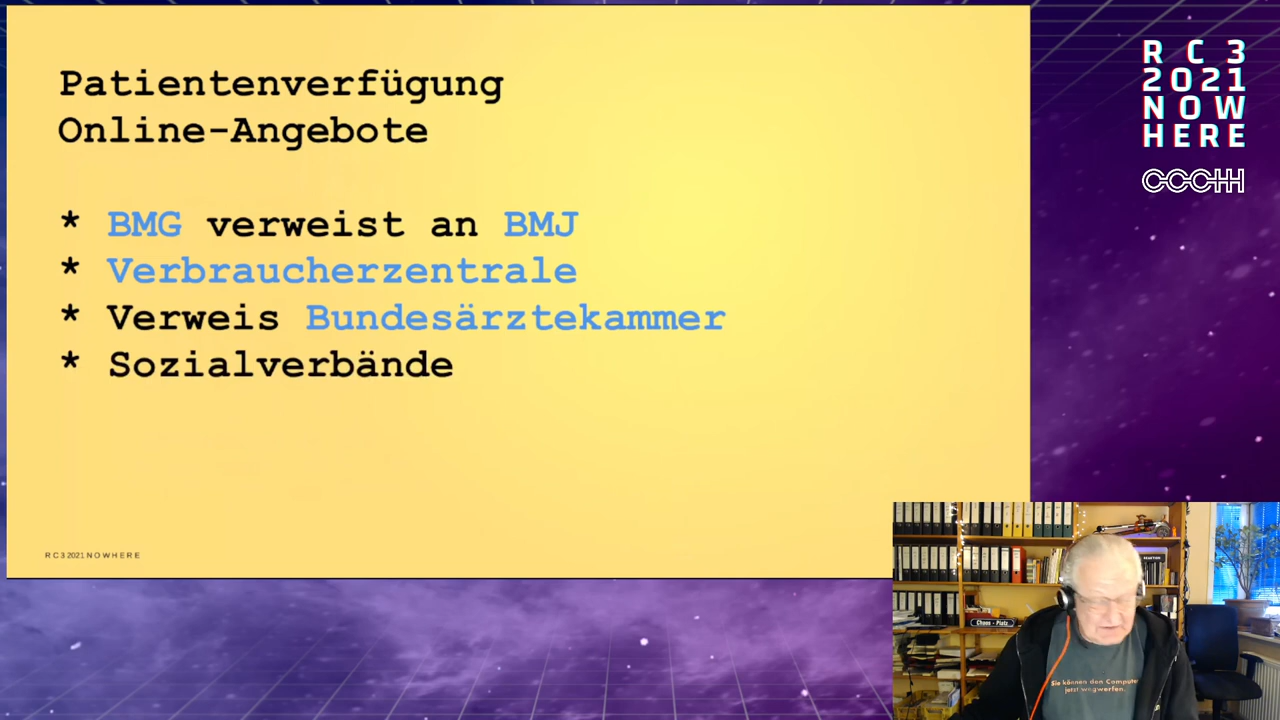 Patientenverfügung
Online-Angebote
* BMG verweist an BMJ
* Verbraucherzentrale
* Verweis Bundesärztekammer
* Sozialverbände
RC3 2021 NOWHERE
R C 3
2021
NOW
HERE
CCCHH
Chaos - Platz
Sie können den Computer
jetzt wegwerfen.